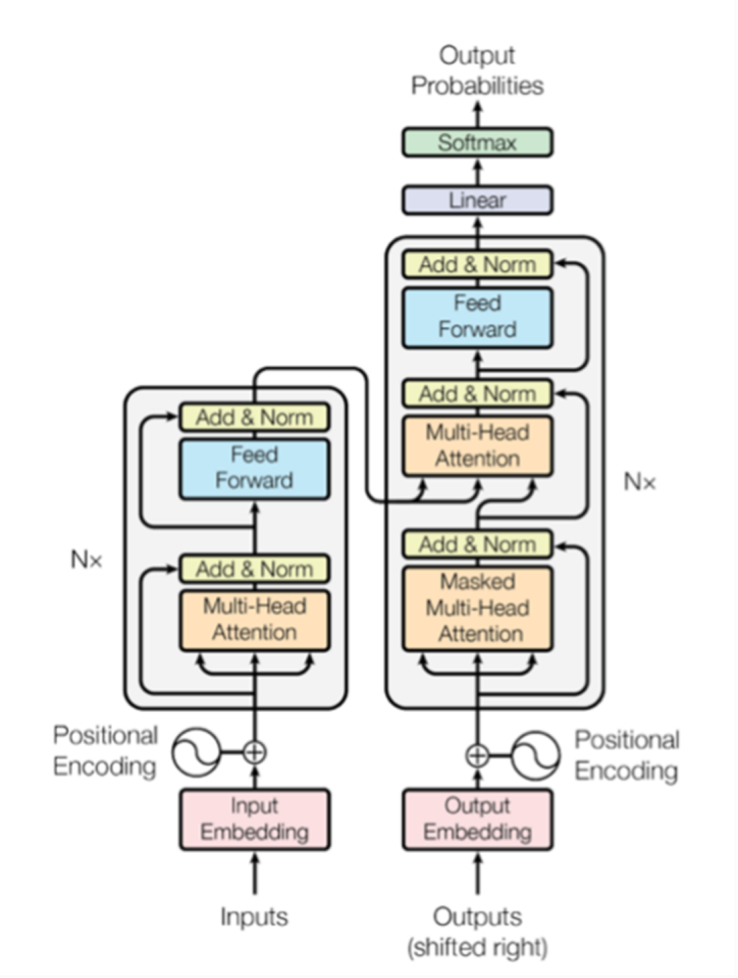 Output
Probabilities
Softmax
Linear
Add & Norm
Feed
Forward
Add & Norm
Multi-Head
Attention
Add & Norm
Masked
Multi-Head
Attention
Nx
Add & Norm
Feed
Forward
Add & Norm
Multi-Head
Attention
Nx
Positional
Encoding
Positional
Encoding
Input
Embedding
Output
Embedding
Inputs
Outputs
(shifted right)